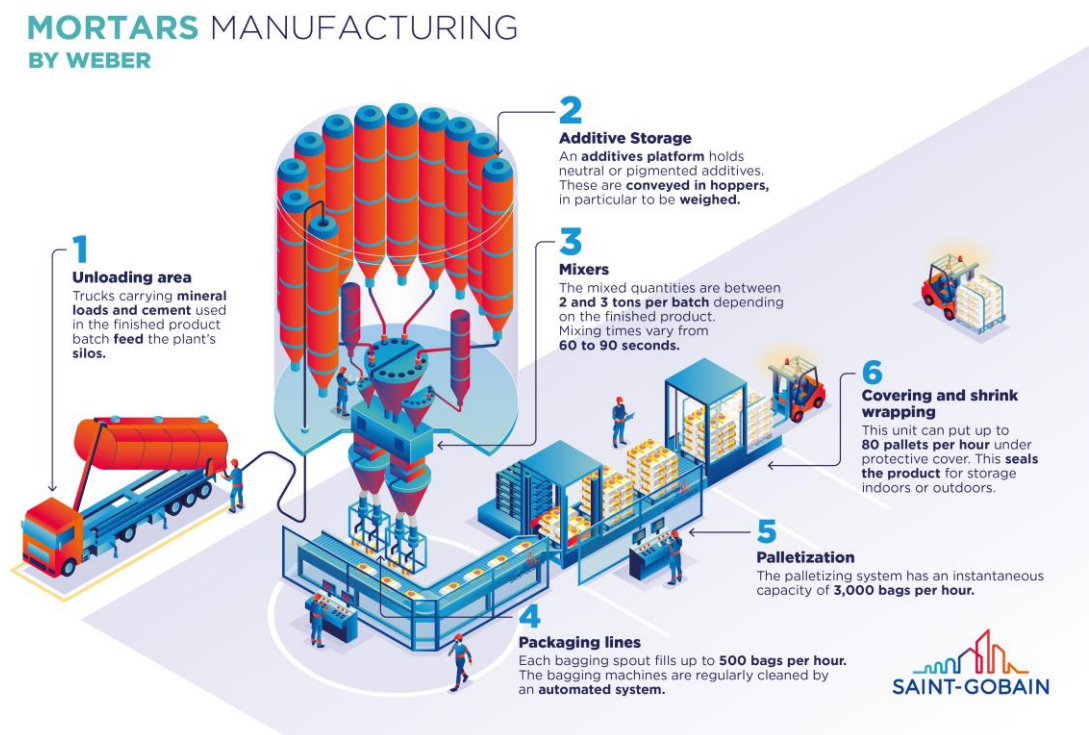 MORTARS MANUFACTURING
BY WEBER
1
Unloading area
Trucks carrying mineral
loads and cement used
in the finished product
batch feed the plant's
silos.
2
Additive Storage
An additives platform holds
neutral or pigmented additives.
These are conveyed in hoppers,
in particular to be weighed.
3
Mixers
The mixed quantities are between
2 and 3 tons per batch depending
on the finished product.
Mixing times vary from
60 to 90 seconds.
4
Packaging lines
Each bagging spout fills up to 500 bags per hour.
The bagging machines are regularly cleaned by
an automated system.
5
Palletization
The palletizing system has an instantaneous
capacity of 3,000 bags per hour.
6
Covering and shrink
wrapping
This unit can put up to
80 pallets per hour under
protective cover. This seals
the product for storage
indoors or outdoors.
SAINT-GOBAIN